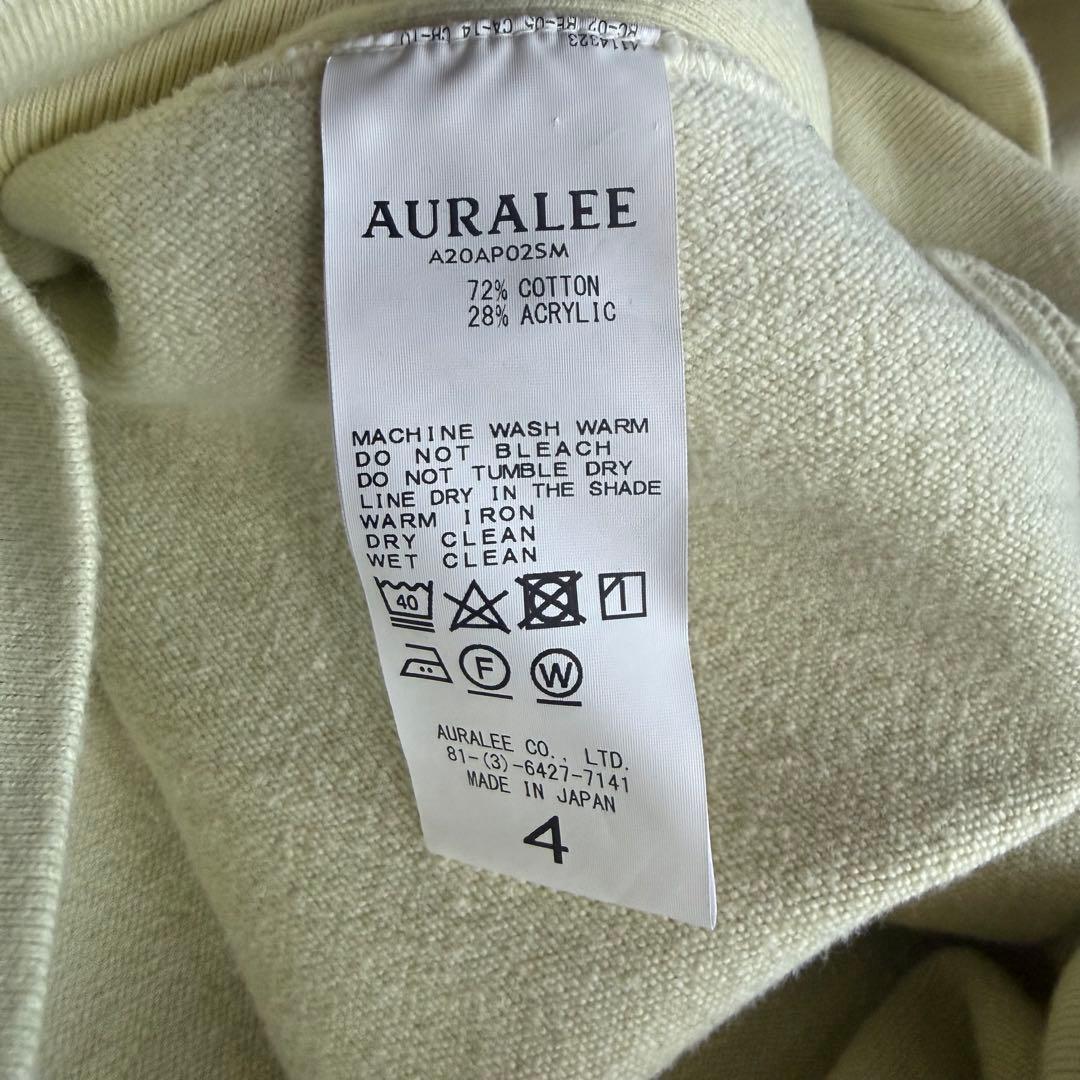 AURALEE
A20AP02SM
72% COTTON
28% ACRYLIC
MACHINE WASH WARM
DO NOT BLEACH
DO NOT TUMBLE DRY
LINE DRY IN THE SHADE
WARM IRON
DRY CLEAN
WET CLEAN
40
F
W
AURALEE CO., LTD.
81-(3)-6427-7141
MADE IN JAPAN
4